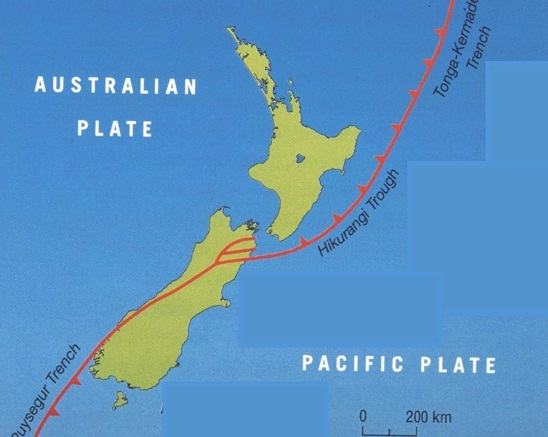 AUSTRALIAN
PLATE
Tonga-Kermadec
Trench
Hikurangi Trough
PACIFIC PLATE
Puysegur Trench
0 200 km